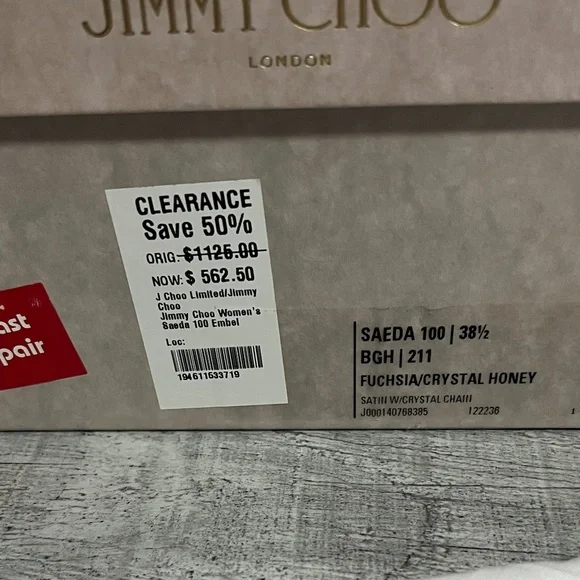 JIMMY CHOO
LONDON
CLEARANCE
Save 50%
ORIG: $1125.00
NOW: $ 562.50
J Choo Limited/Jimmy
Choo
Jimmy Choo Women's
Saeda 100 Embel
Loc:
194611533719
ast
pair
SAEDA 100 | 38½
BGH | 211
FUCHSIA/CRYSTAL HONEY
SATIN W/CRYSTAL CHAIN
J000140768385 122236 1